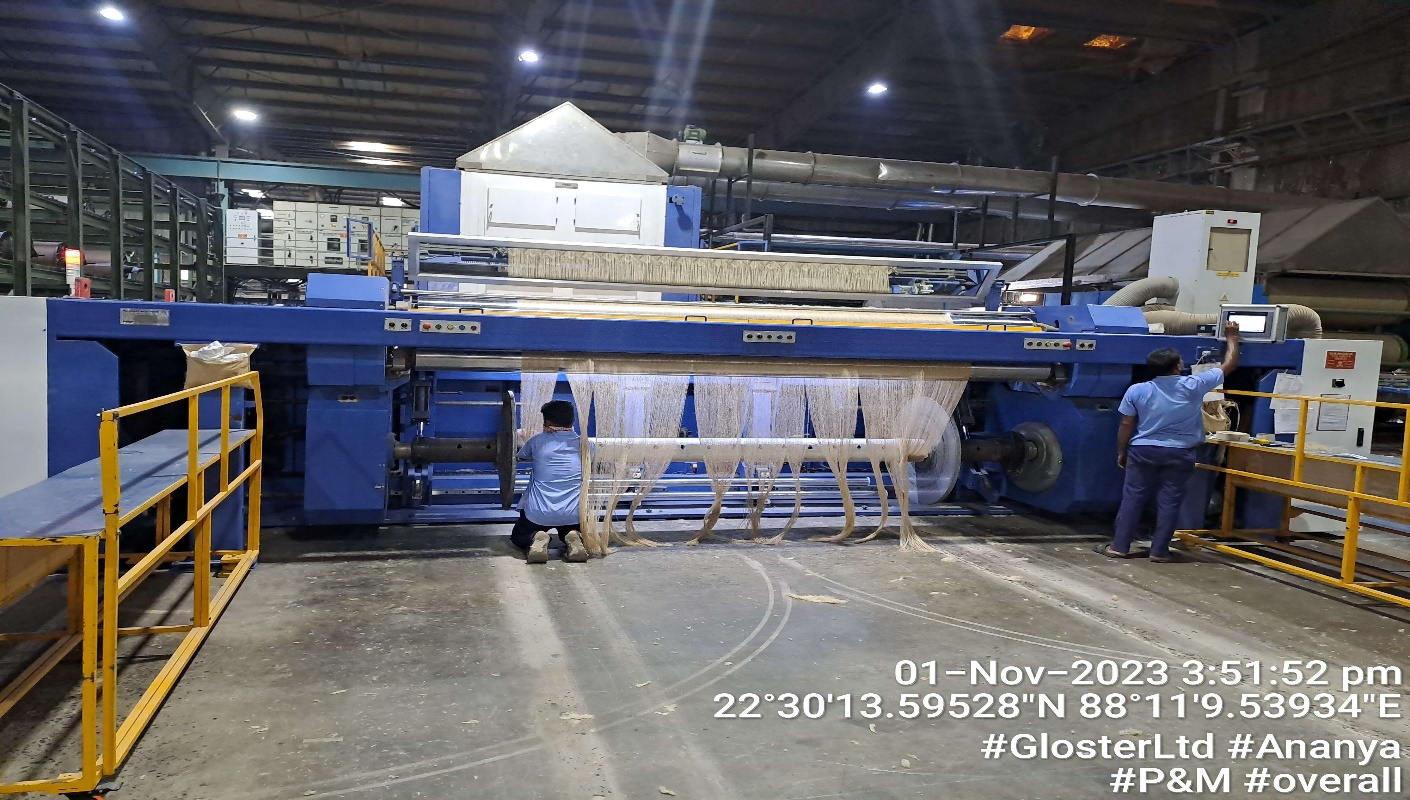 01-Nov-2023 3:51:52 pm
22°30'13.59528"N 88°11'9.53934"E
#GlosterLtd #Ananya
#P&M #overall